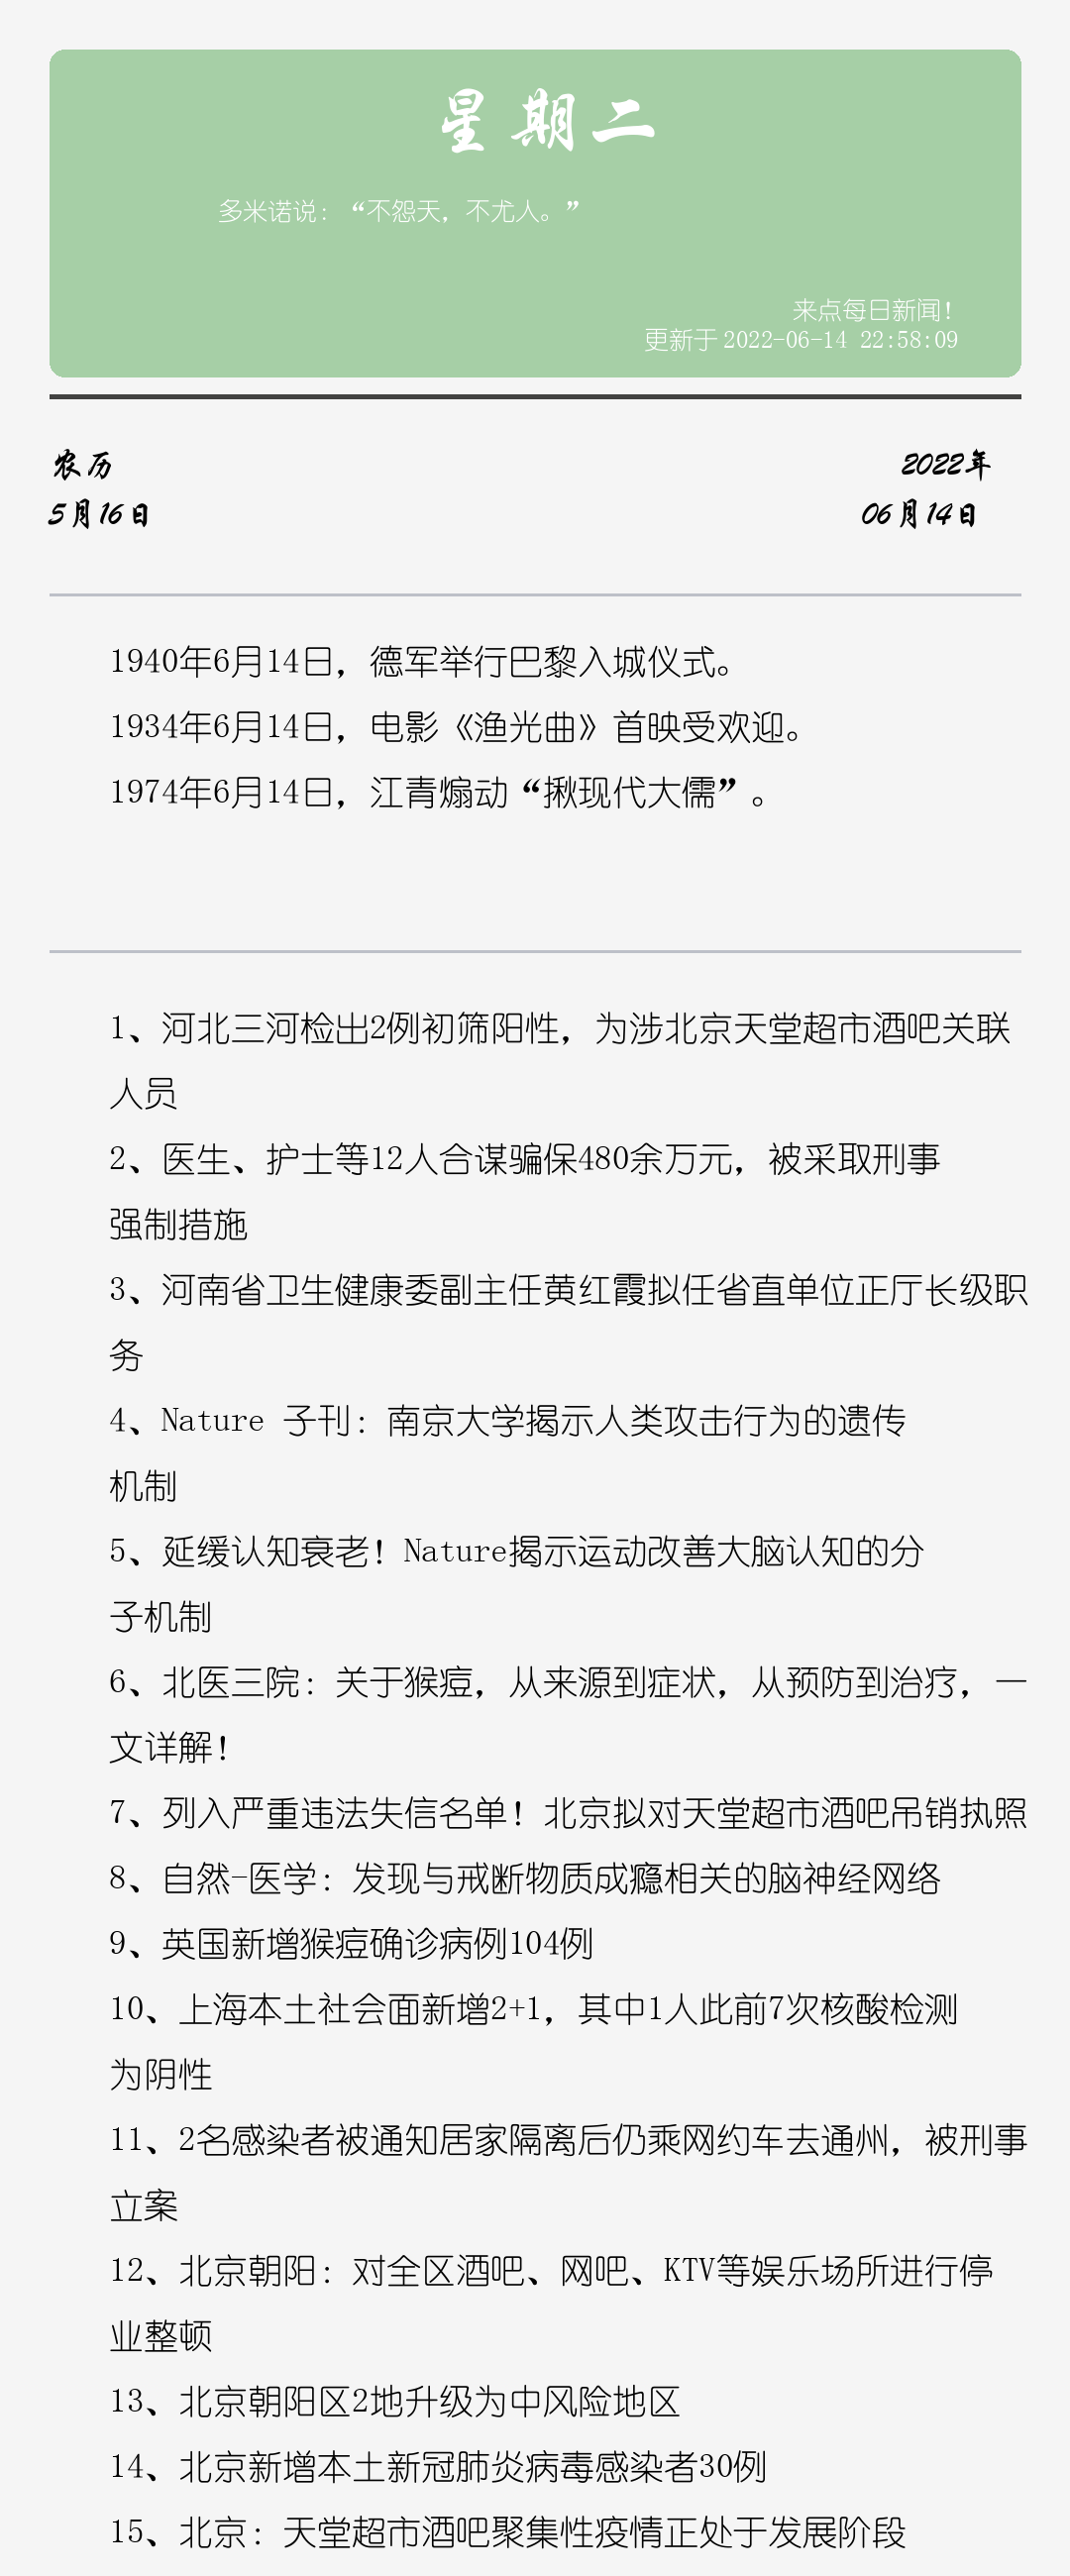 星期二
多米诺说：“不怨天，不尤人。”
来点每日新闻！
更新于 2022-06-14 22:58:09
农历
2022年
5月16日
06月14日
1940年6月14日，德军举行巴黎入城仪式。
1934年6月14日，电影《渔光曲》首映受欢迎。
1974年6月14日，江青煽动“揪现代大儒”。
1、河北三河检出2例初筛阳性，为涉北京天堂超市酒吧关联
人员
2、医生、护士等12人合谋骗保480余万元，被采取刑事
强制措施
3、河南省卫生健康委副主任黄红霞拟任省直单位正厅长级职
务
4、Nature 子刊：南京大学揭示人类攻击行为的遗传
机制
5、延缓认知衰老！Nature揭示运动改善大脑认知的分
子机制
6、北医三院：关于猴痘，从来源到症状，从预防到治疗，一
文详解！
7、列入严重违法失信名单！北京拟对天堂超市酒吧吊销执照
8、自然-医学：发现与戒断物质成瘾相关的脑神经网络
9、英国新增猴痘确诊病例104例
10、上海本土社会面新增2+1，其中1人此前7次核酸检测
为阴性
11、2名感染者被通知居家隔离后仍乘网约车去通州，被刑事
立案
12、北京朝阳：对全区酒吧、网吧、KTV等娱乐场所进行停
业整顿
13、北京朝阳区2地升级为中风险地区
14、北京新增本土新冠肺炎病毒感染者30例
15、北京：天堂超市酒吧聚集性疫情正处于发展阶段